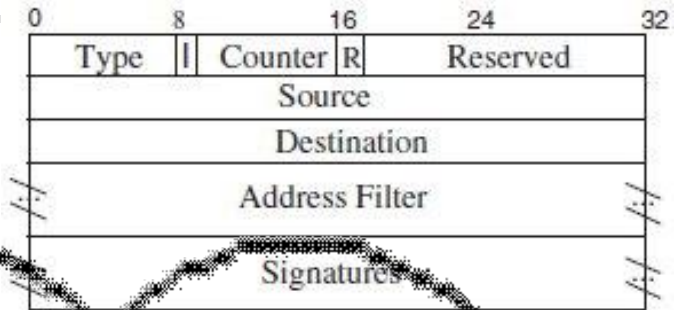 0 8 16 24 32
Type I Counter R Reserved
Source
Destination
Address Filter
Signatures